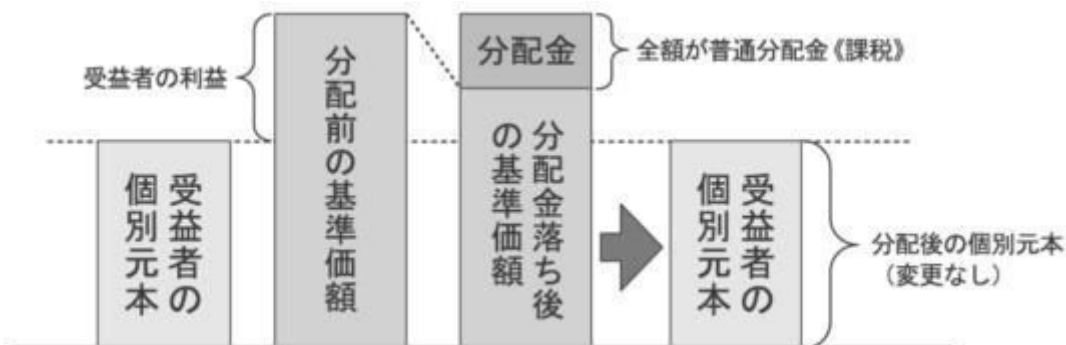 受益者の利益
受益者の
個別元本
分配前の基準価額
分配金
全額が普通分配金《課税》
分配金落ち後
の基準価額
受益者の
個別元本
分配後の個別元本
（変更なし）